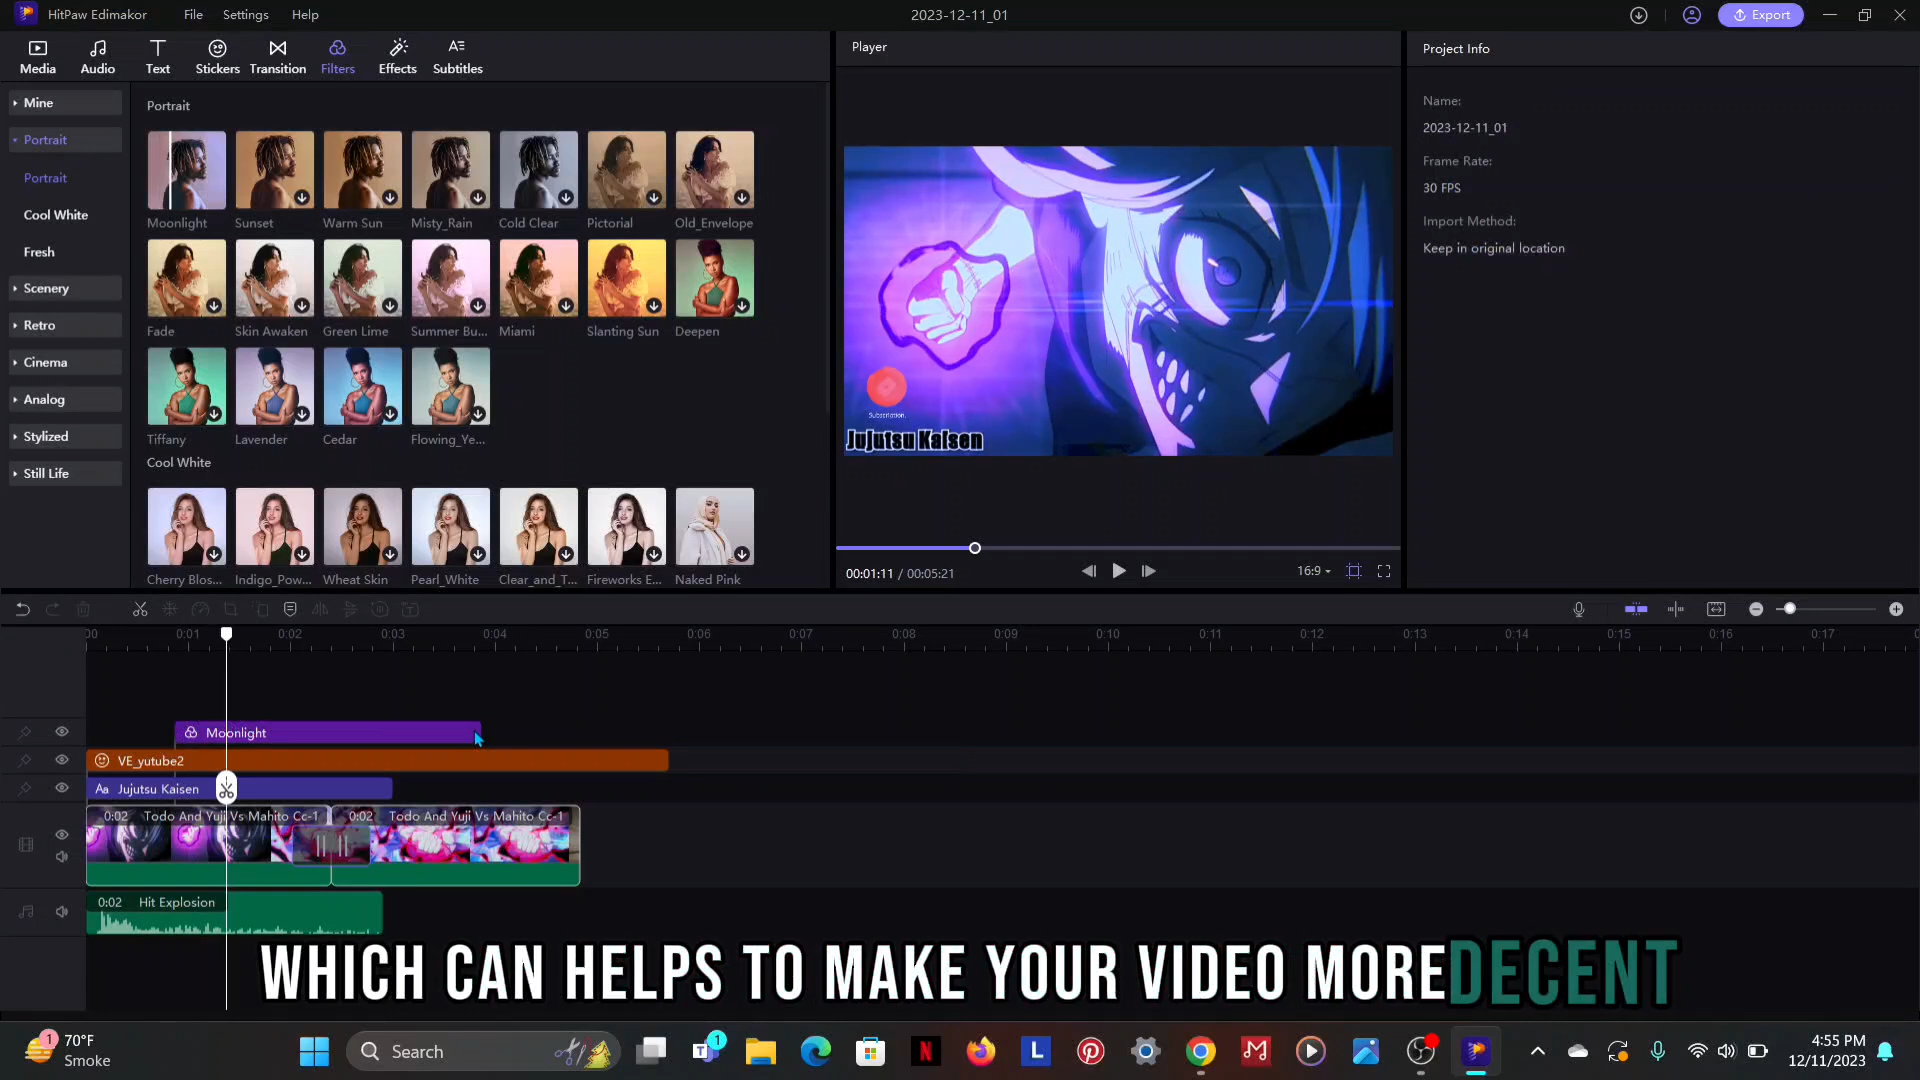 HitPaw Edimakor
File
Settings
Help
2023-12-11_01
Export
Media
Audio
Text
Stickers
Transition
Filters
Effects
Subtitles
Player
Project Info
Mine
Portrait
Portrait
Cool White
Fresh
Scenery
Retro
Cinema
Analog
Stylized
Still Life
Portrait
Moonlight
Sunset
Warm Sun
Misty_Rain
Cold Clear
Pictorial
Old_Envelope
Fade
Skin Awaken
Green Lime
Summer Bu...
Miami
Slanting Sun
Deepen
Tiffany
Lavender
Cedar
Flowing_Ye...
Cool White
Cherry Blos...
Indigo_Pow...
Wheat Skin
Pearl_White
Clear_and_T...
Fireworks E...
Naked Pink
Subscription.
Jujutsu Kaisen
00:01:11 / 00:05:21
16:9
Name:
2023-12-11_01
Frame Rate:
30 FPS
Import Method:
Keep in original location
00 0:01 0:02 0:03 0:04 0:05 0:06 0:07 0:08 0:09 0:10 0:11 0:12 0:13 0:14 0:15 0:16 0:17
Moonlight
VE_yutube2
Aa Jujutsu Kaisen
0:02 Todo And Yuji Vs Mahito Cc-1
0:02 Todo And Yuji Vs Mahito Cc-1
0:02 Hit Explosion
WHICH CAN HELPS TO MAKE YOUR VIDEO MORE DECENT
1
70°F
Smoke
Search
1
N
L
4:55 PM
12/11/2023